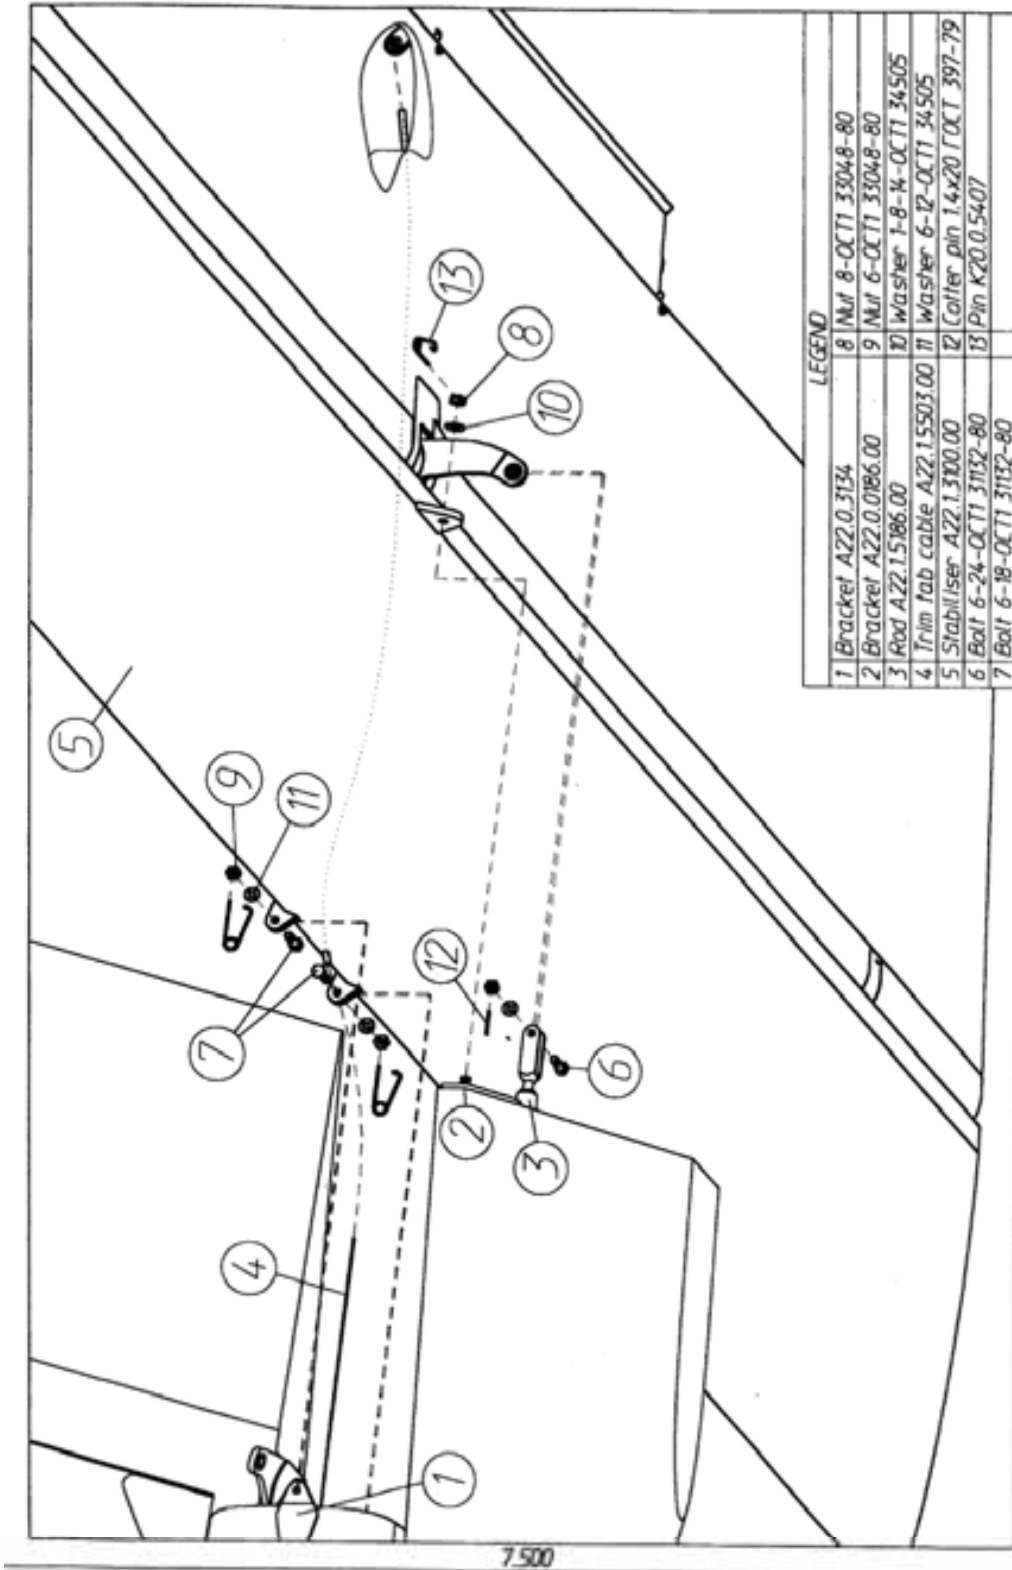 5
9
11
7
12
13
8
10
4
2
6
3
1
LEGEND
1 Bracket A22.0.3134 8 Nut 8-OCT1 33048-80
2 Bracket A22.0.0186.00 9 Nut 6-OCT1 33048-80
3 Rod A22.1.5186.00 10 Washer 1-8-14-OCT1 34505
4 Trim tab cable A22.1.5503.00 11 Washer 6-12-OCT1 34505
5 Stabiliser A22.1.3100.00 12 Cotter pin 1.4x20 ГОСТ 397-79
6 Bolt 6-24-OCT1 31132-80 13 Pin K20.0.5407
7 Bolt 6-18-OCT1 31132-80
7.500